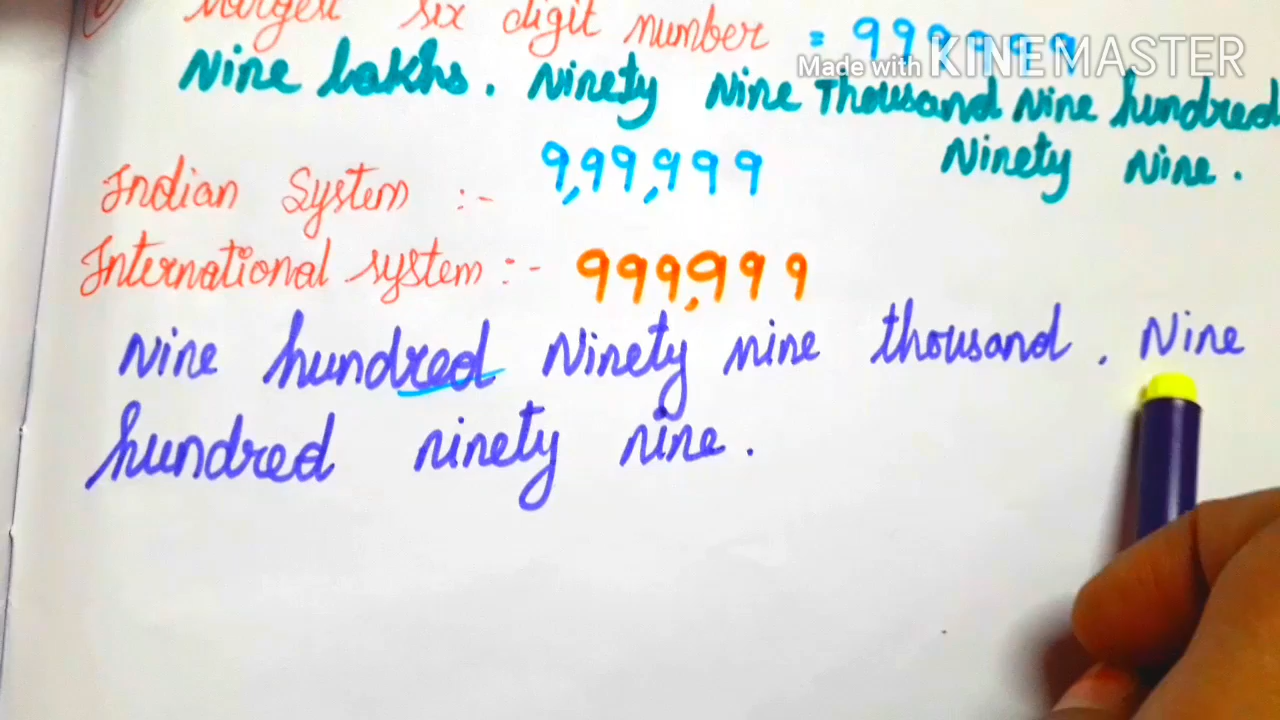 Largest six digit number = 999999
Made with KINEMASTER
Nine Lakhs. Ninety Nine Thousand Nine hundred
Ninety Nine.
Indian System :- 9,99,999
International system :- 999,999
Nine hundred Ninety nine thousand. Nine
hundred ninety nine.